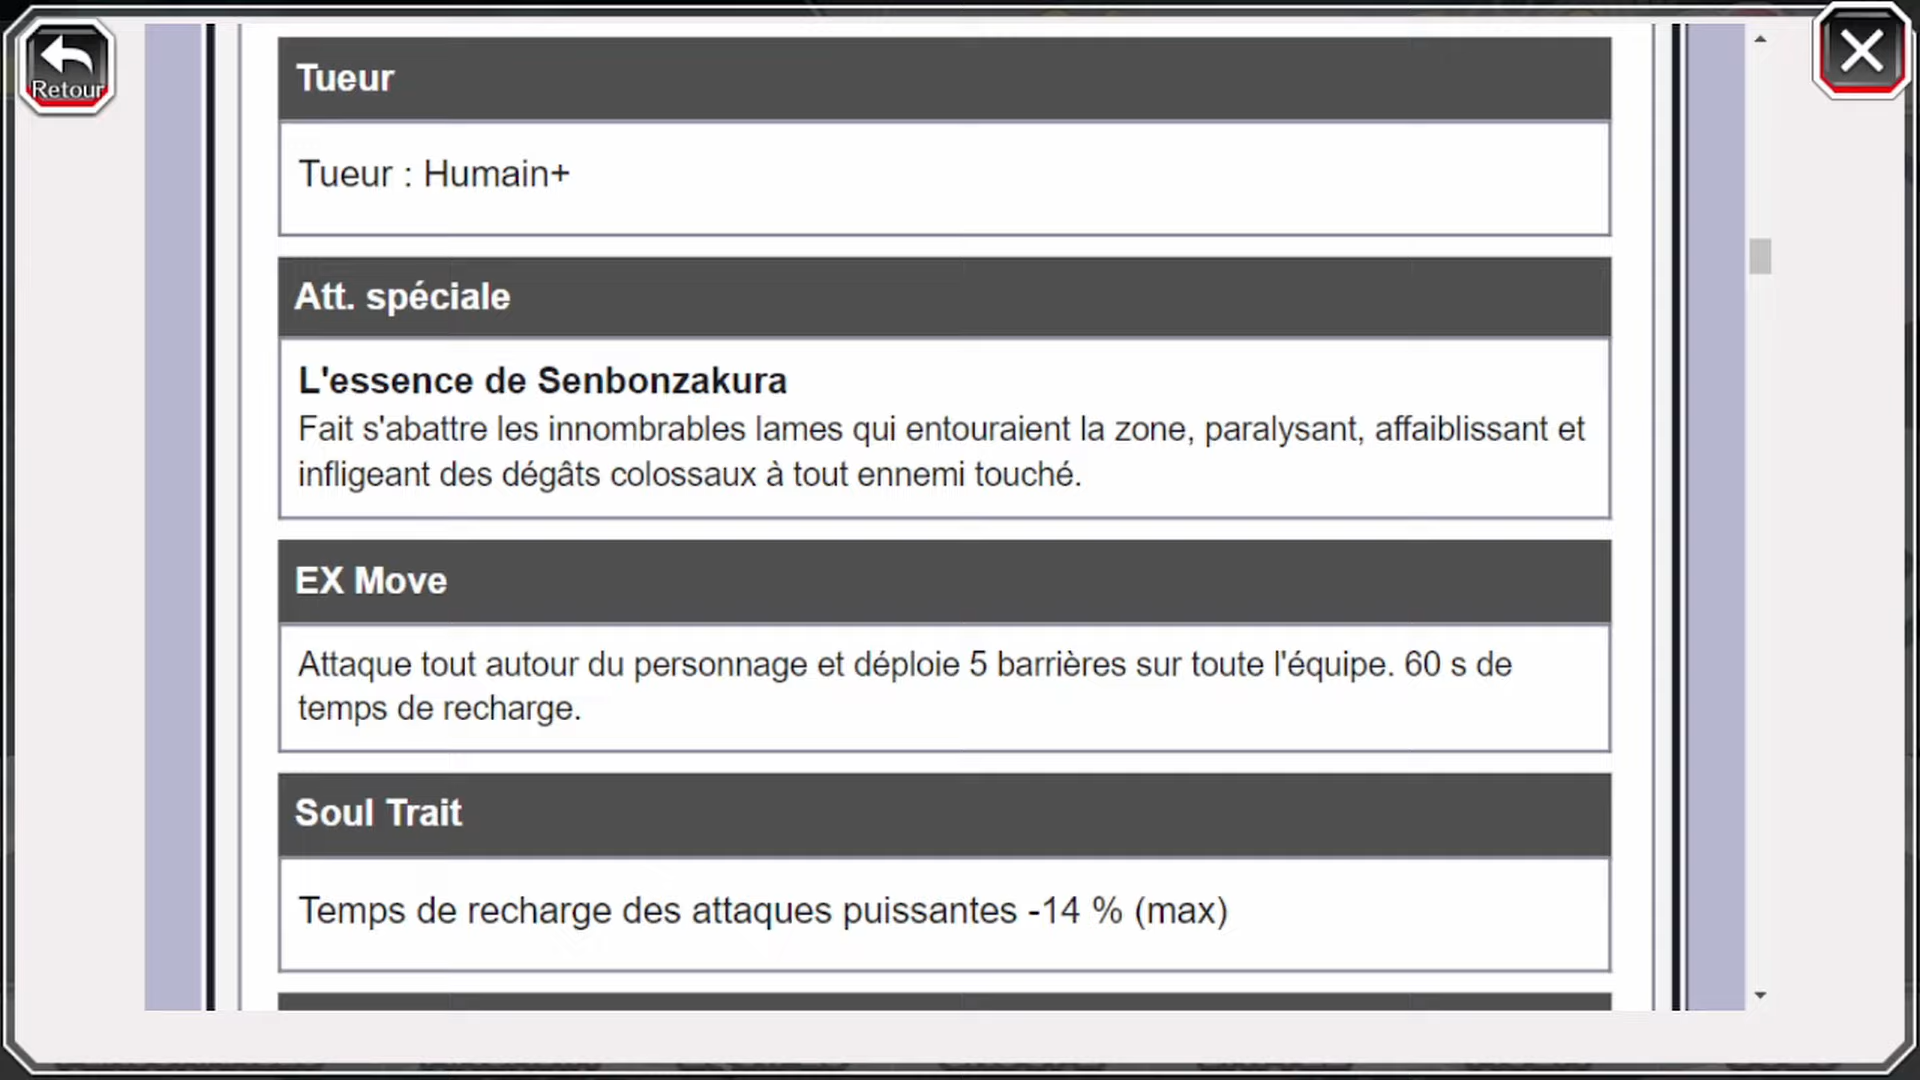 Retour
Tueur
Tueur : Humain+
Att. spéciale
L'essence de Senbonzakura
Fait s'abattre les innombrables lames qui entouraient la zone, paralysant, affaiblissant et
infligeant des dégâts colossaux à tout ennemi touché.
EX Move
Attaque tout autour du personnage et déploie 5 barrières sur toute l'équipe. 60 s de
temps de recharge.
Soul Trait
Temps de recharge des attaques puissantes -14 % (max)